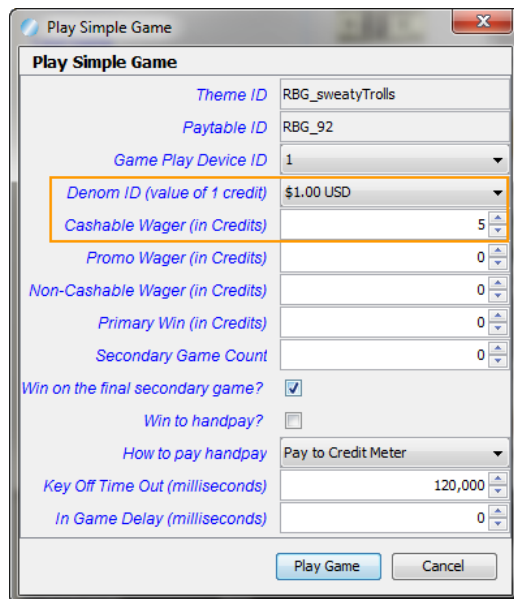 Play Simple Game
Play Simple Game
Theme ID RBG_sweatyTrolls
Paytable ID RBG_92
Game Play Device ID 1
Denom ID (value of 1 credit) $1.00 USD
Cashable Wager (in Credits) 5
Promo Wager (in Credits) 0
Non-Cashable Wager (in Credits) 0
Primary Win (in Credits) 0
Secondary Game Count 0
Win on the final secondary game?
Win to handpay?
How to pay handpay Pay to Credit Meter
Key Off Time Out (milliseconds) 120,000
In Game Delay (milliseconds) 0
Play Game Cancel